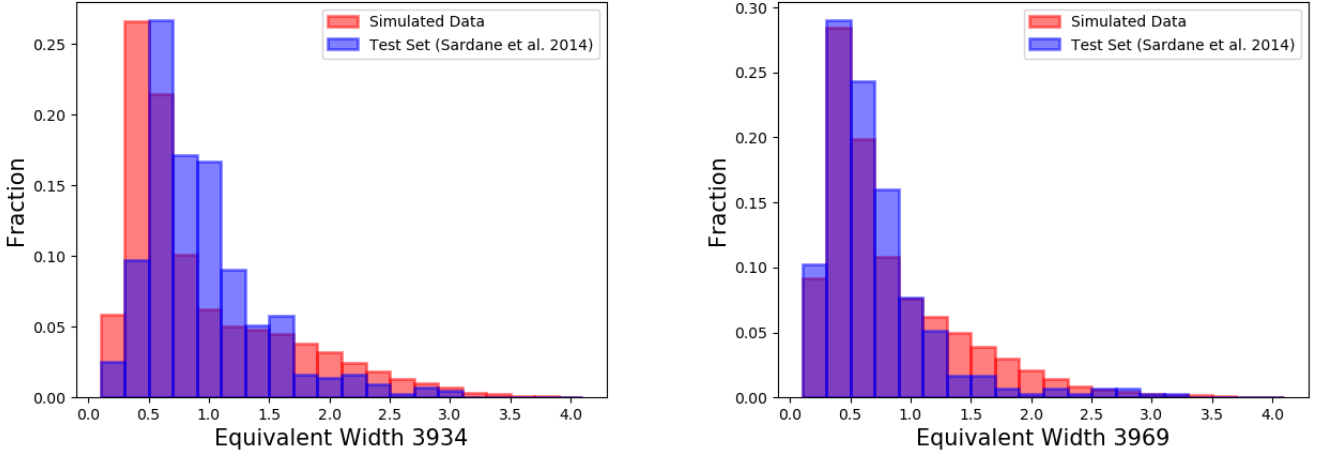 Simulated Data
Test Set (Sardane et al. 2014)
Fraction
0.25
0.20
0.15
0.10
0.05
0.00
0.0 0.5 1.0 1.5 2.0 2.5 3.0 3.5 4.0
Equivalent Width 3934
Simulated Data
Test Set (Sardane et al. 2014)
Fraction
0.30
0.25
0.20
0.15
0.10
0.05
0.00
0.0 0.5 1.0 1.5 2.0 2.5 3.0 3.5 4.0
Equivalent Width 3969